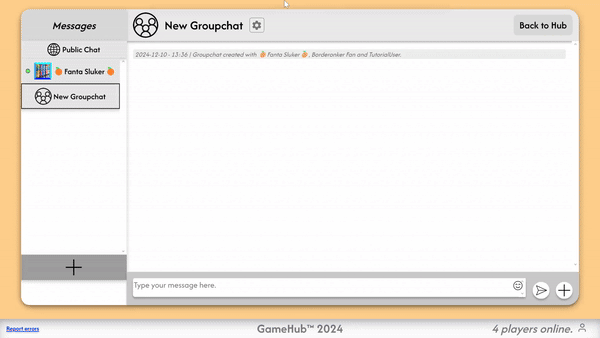 Messages
New Groupchat
Back to Hub
Public Chat
Fanta Sluker
New Groupchat
2024-12-10 - 13:36 | Groupchat created with 🍊 Fanta Sluker 🍊, Borderanker Fan and TutorialUser.
Type your message here.
Report errors
GameHub™ 2024
4 players online.